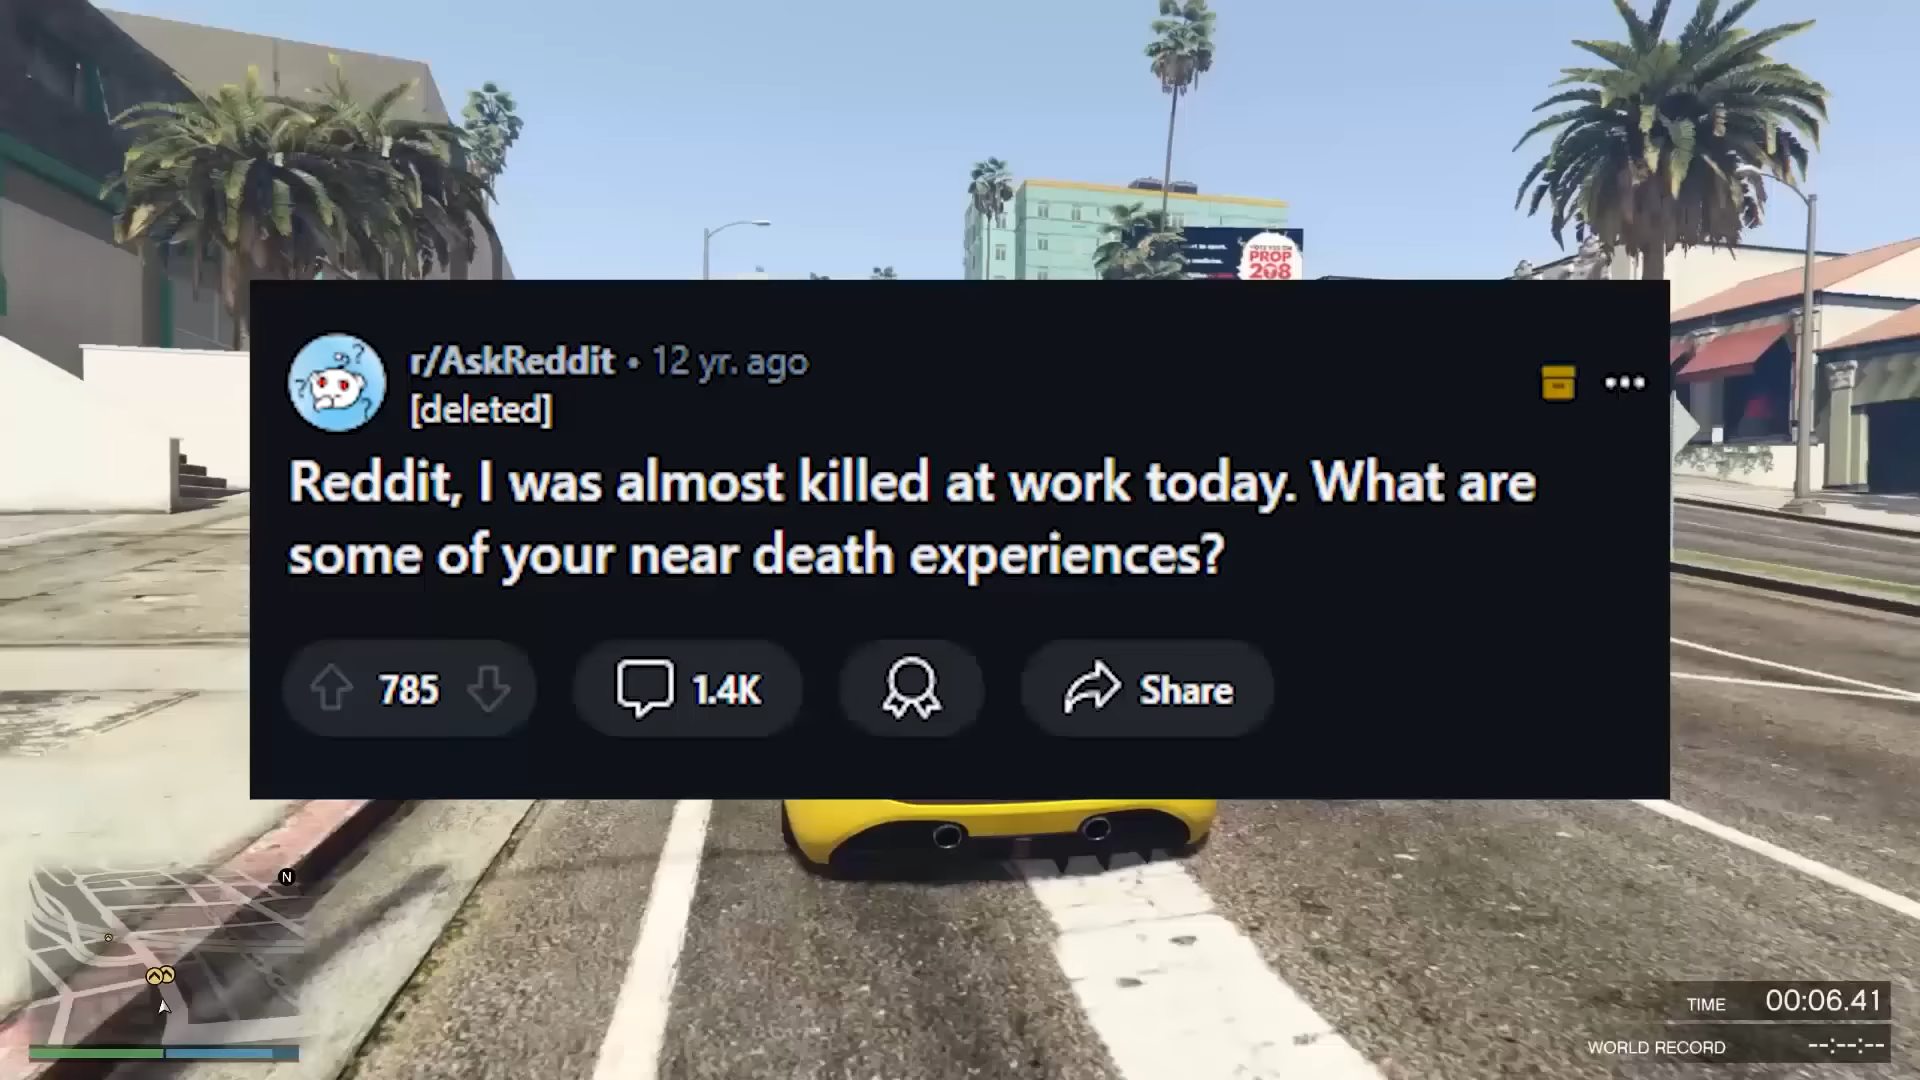 PROP
208
r/AskReddit • 12 yr. ago
[deleted]
Reddit, I was almost killed at work today. What are
some of your near death experiences?
785
1.4K
Share
N
TIME 00:06.41
WORLD RECORD --:--:--